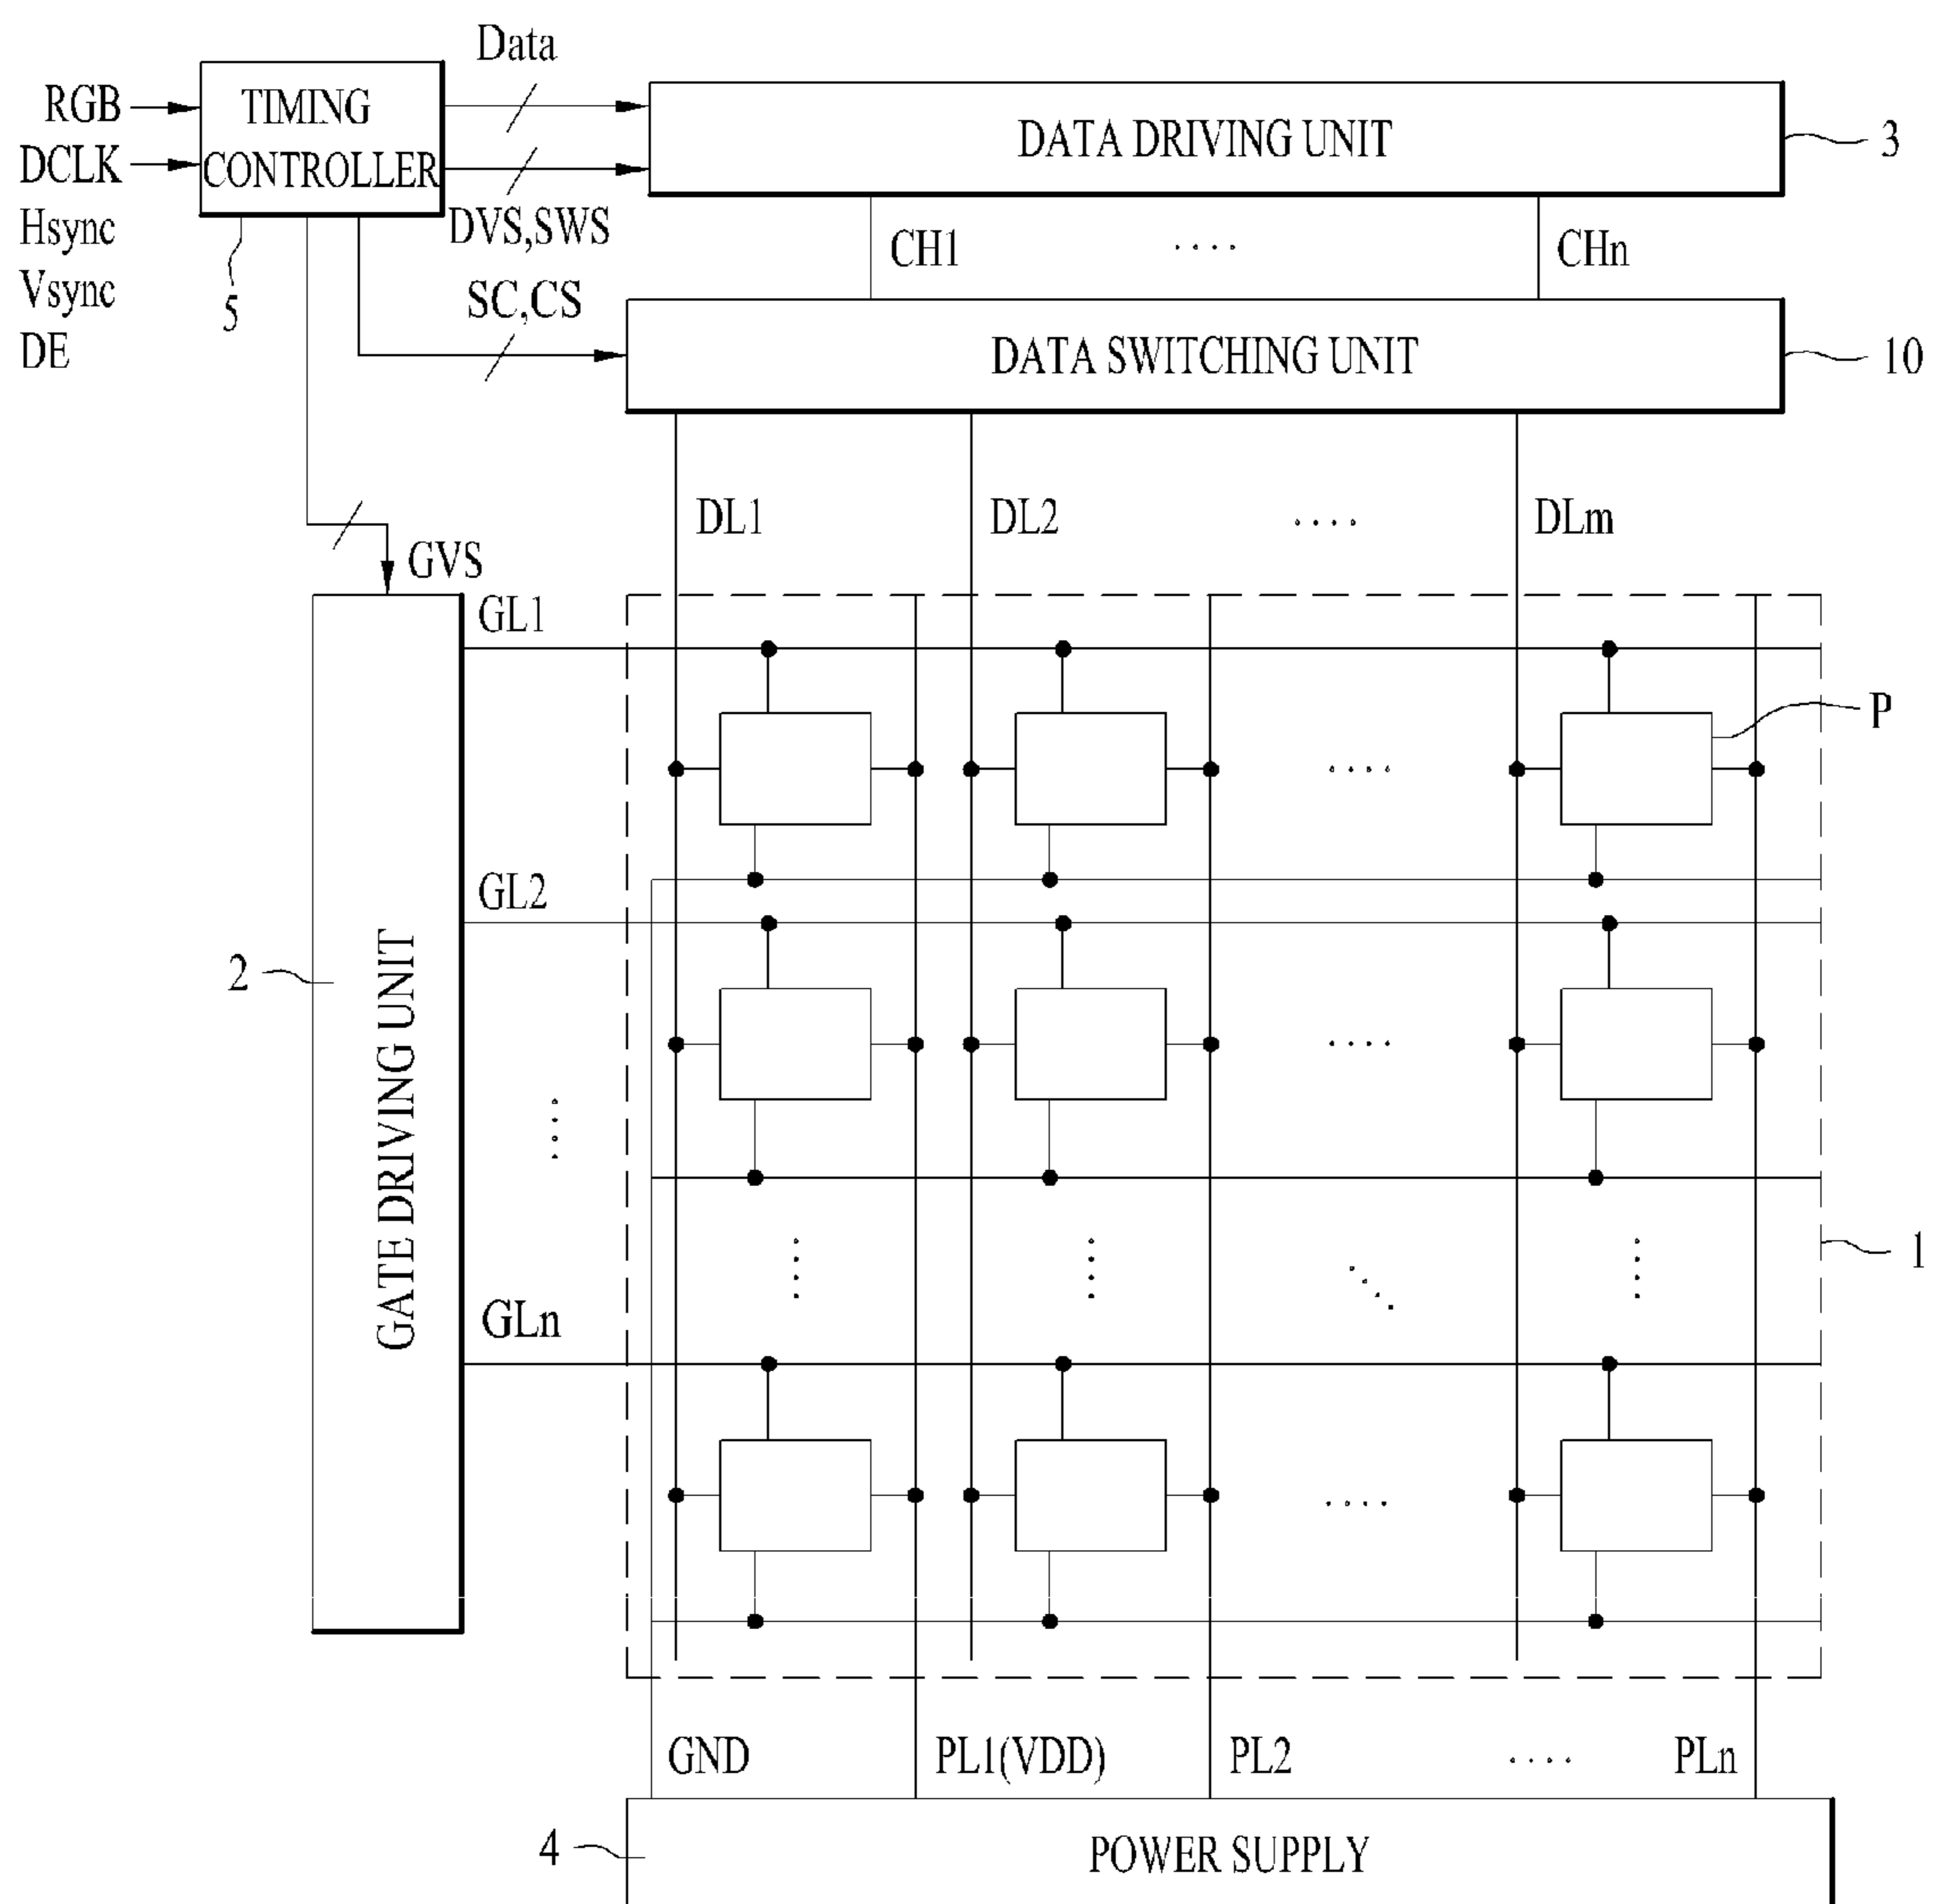 Data
RGB
TIMING
CONTROLLER
DATA DRIVING UNIT
3
DCLK
Hsync
Vsync
DE
5
DVS,SWS
CH1
....
CHn
SC,CS
DATA SWITCHING UNIT
10
DL1
DL2
....
DLm
GVS
GL1
P
....
GL2
2
GATE DRIVING UNIT
....
....
1
GLn
....
GND
PL1(VDD)
PL2
....
PLn
4
POWER SUPPLY